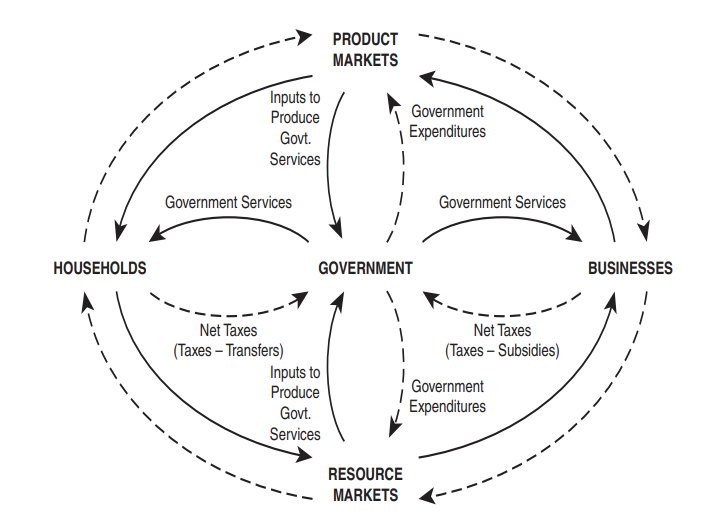 PRODUCT
MARKETS
Inputs to
Produce
Govt.
Services
Government
Expenditures
Government Services
Government Services
HOUSEHOLDS
GOVERNMENT
BUSINESSES
Net Taxes
(Taxes – Transfers)
Net Taxes
(Taxes – Subsidies)
Inputs to
Produce
Govt.
Services
Government
Expenditures
RESOURCE
MARKETS